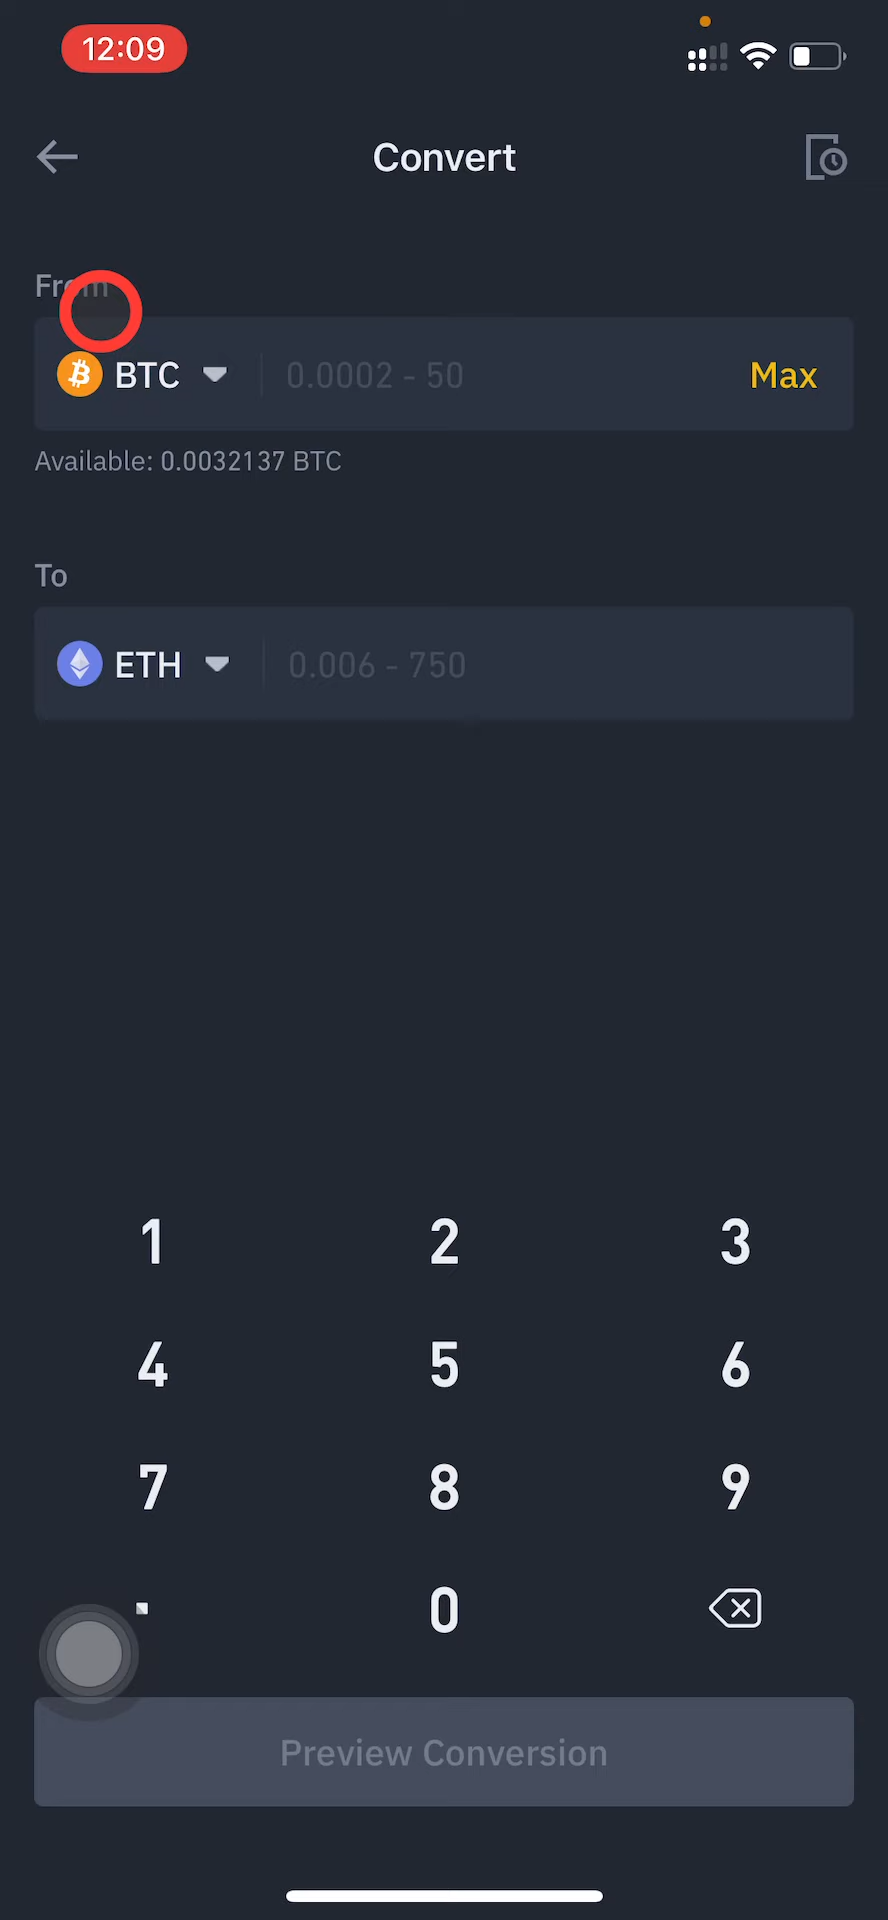 12:09
Convert
From
BTC 0.0002 - 50 Max
Available: 0.0032137 BTC
To
ETH 0.006 - 750
1 2 3
4 5 6
7 8 9
. 0
Preview Conversion